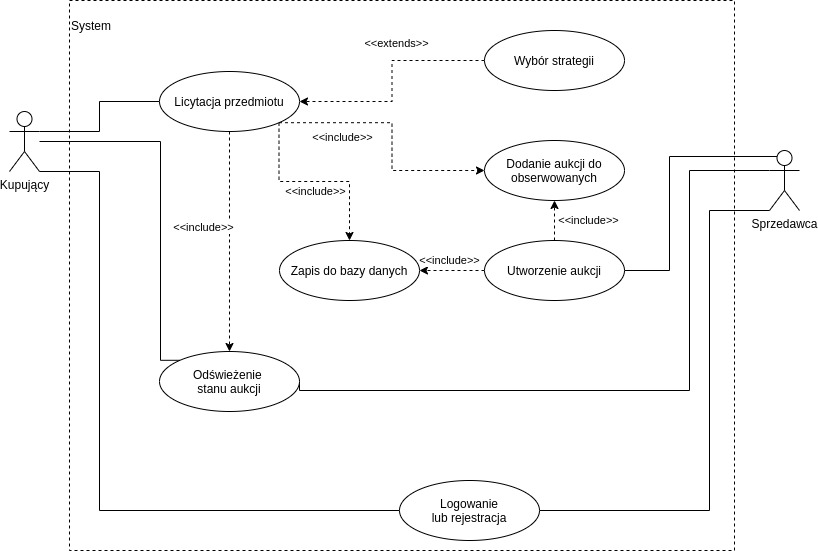 System
<<extends>>
Wybór strategii
Licytacja przedmiotu
<<include>>
Dodanie aukcji do
obserwowanych
Kupujący
<<include>>
Sprzedawca
<<include>>
<<include>>
<<include>>
Zapis do bazy danych
Utworzenie aukcji
Odświeżenie
stanu aukcji
Logowanie
lub rejestracja